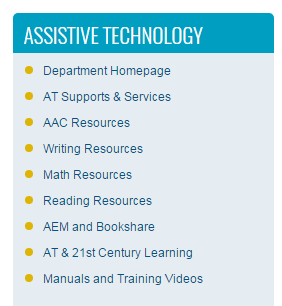 ASSISTIVE TECHNOLOGY
Department Homepage
AT Supports & Services
AAC Resources
Writing Resources
Math Resources
Reading Resources
AEM and Bookshare
AT & 21st Century Learning
Manuals and Training Videos